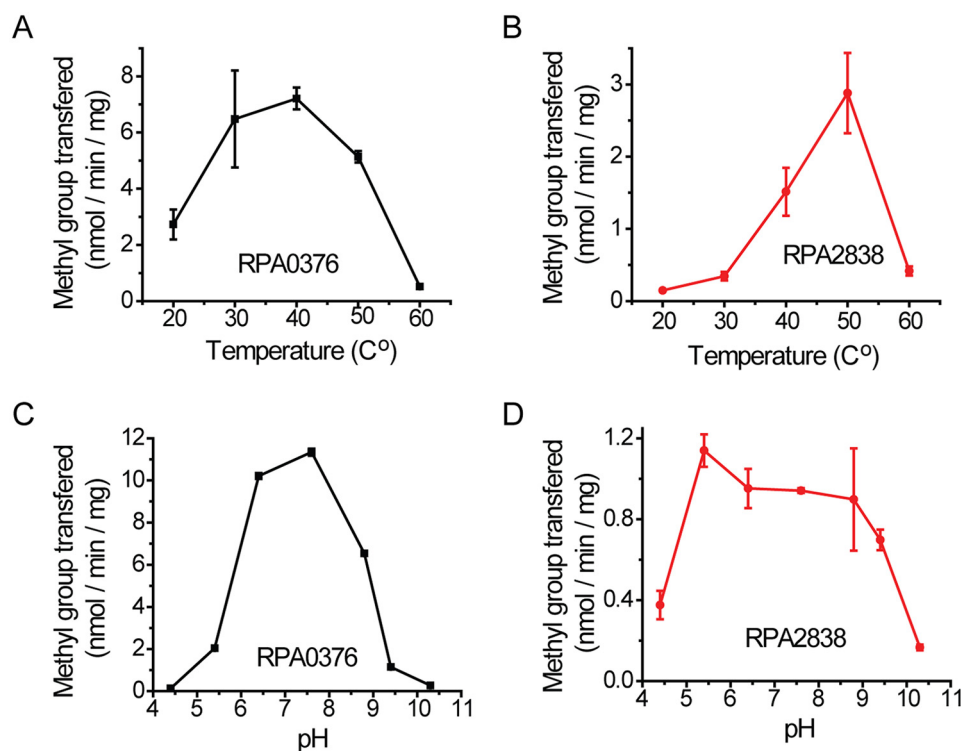 A
Methyl group transfered
(nmol / min / mg)
8
6
4
2
0
RPA0376
20 30 40 50 60
Temperature (Cº)
B
Methyl group transfered
(nmol / min / mg)
3
2
1
0
RPA2838
20 30 40 50 60
Temperature (Cº)
C
Methyl group transfered
(nmol / min / mg)
12
10
8
6
4
2
0
RPA0376
4 5 6 7 8 9 10 11
pH
D
Methyl group transfered
(nmol / min / mg)
1.2
0.8
0.4
0.0
RPA2838
4 5 6 7 8 9 10 11
pH